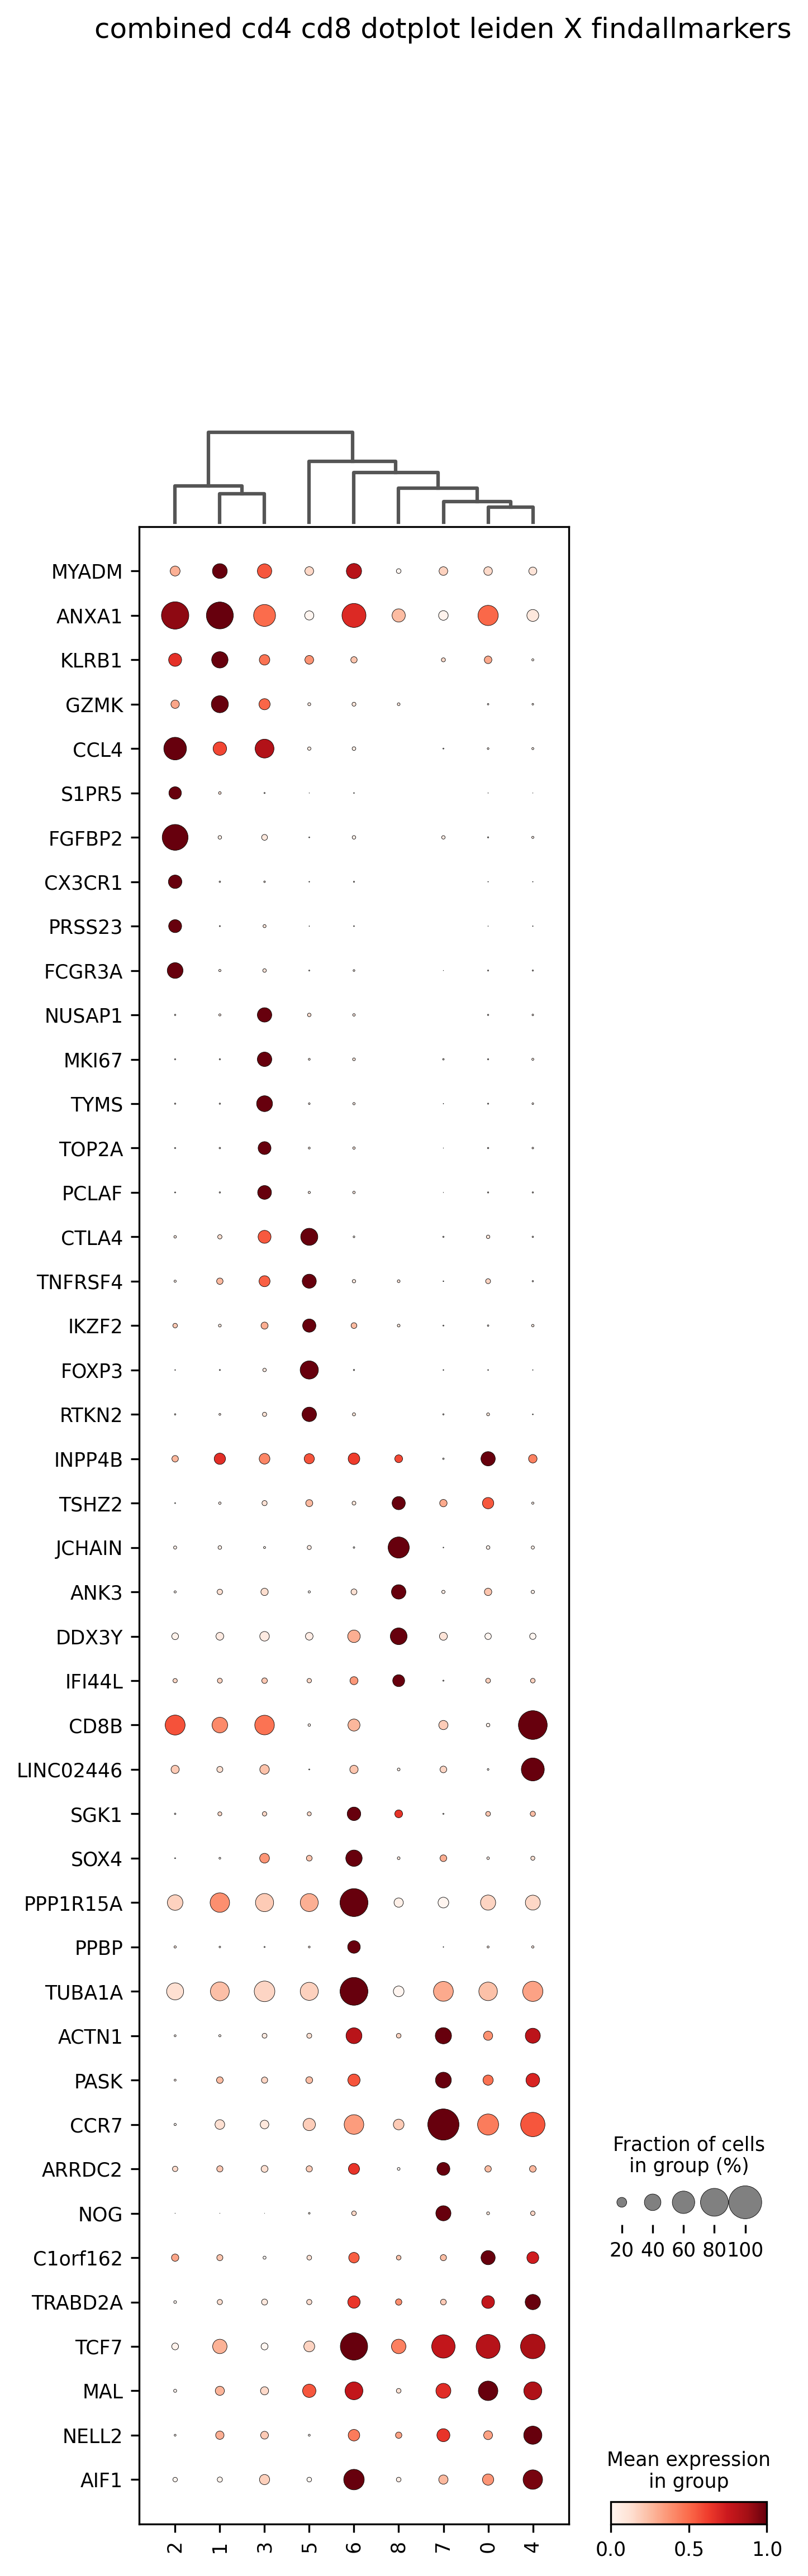 combined cd4 cd8 dotplot leiden X findallmarkers
MYADM
ANXA1
KLRB1
GZMK
CCL4
S1PR5
FGFBP2
CX3CR1
PRSS23
FCGR3A
NUSAP1
MKI67
TYMS
TOP2A
PCLAF
CTLA4
TNFRSF4
IKZF2
FOXP3
RTKN2
INPP4B
TSHZ2
JCHAIN
ANK3
DDX3Y
IFI44L
CD8B
LINC02446
SGK1
SOX4
PPP1R15A
PPBP
TUBA1A
ACTN1
PASK
CCR7
ARRDC2
NOG
C1orf162
TRABD2A
TCF7
MAL
NELL2
AIF1
2 1 3 5 6 8 7 0 4
Fraction of cells
in group (%)
20 40 60 80 100
Mean expression
in group
0.0 0.5 1.0